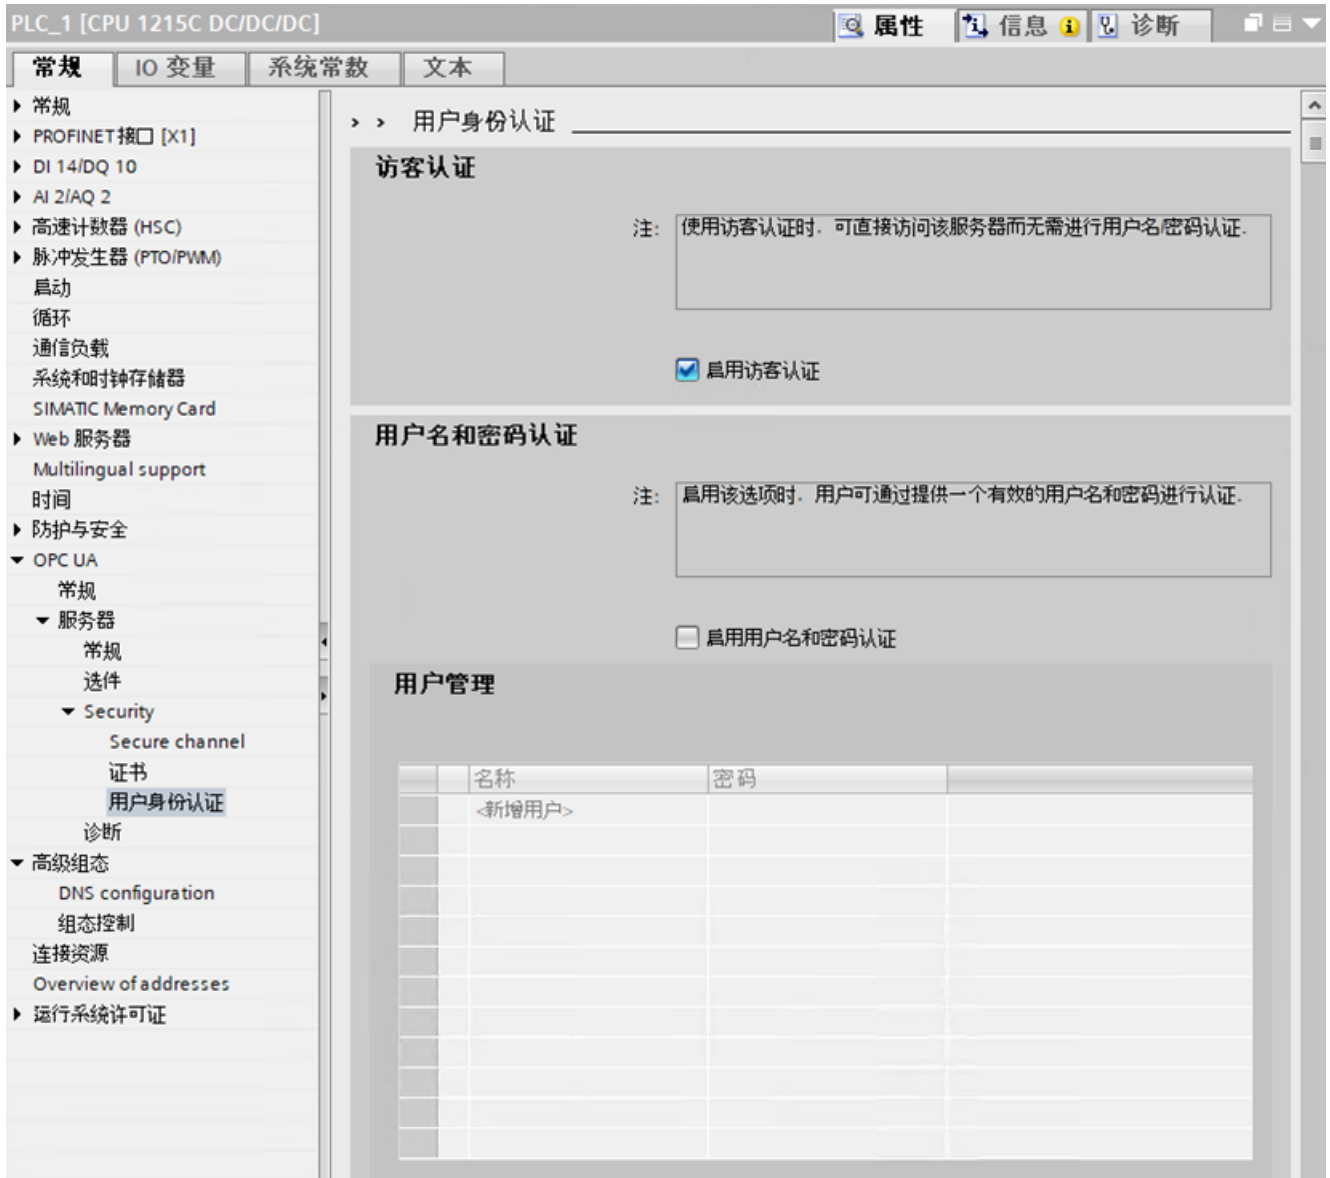 PLC_1 [CPU 1215C DC/DC/DC]
属性
信息
诊断
常规
IO 变量
系统常数
文本
常规
PROFINET接口 [X1]
DI 14/DQ 10
AI 2/AQ 2
高速计数器 (HSC)
脉冲发生器 (PTO/PWM)
启动
循环
通信负载
系统和时钟存储器
SIMATIC Memory Card
Web 服务器
Multilingual support
时间
防护与安全
OPC UA
常规
服务器
常规
选件
Security
Secure channel
证书
用户身份认证
诊断
高级组态
DNS configuration
组态控制
连接资源
Overview of addresses
运行系统许可证
> > 用户身份认证
访客认证
注: 使用访客认证时，可直接访问该服务器而无需进行用户名/密码认证.
启用访客认证
用户名和密码认证
注: 启用该选项时，用户可通过提供一个有效的用户名和密码进行认证.
启用用户名和密码认证
用户管理
名称 密码
<新增用户>